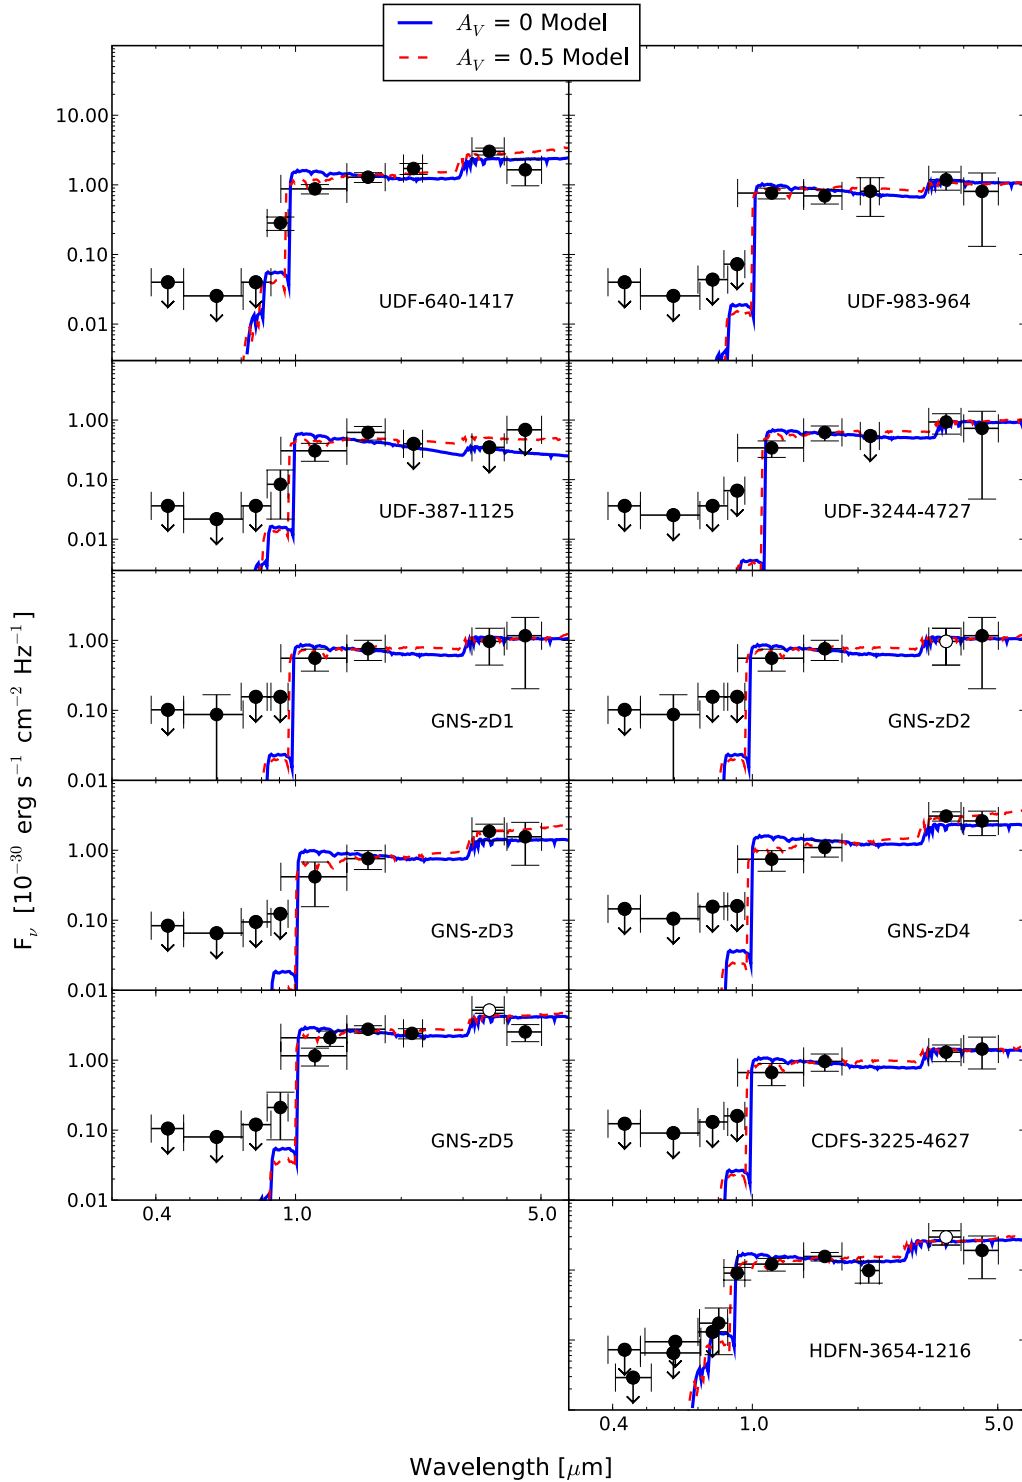 A_V = 0 Model
A_V = 0.5 Model
10.00
1.00
0.10
0.01
UDF-640-1417
UDF-983-964
1.00
0.10
0.01
UDF-387-1125
UDF-3244-4727
1.00
0.10
0.01
GNS-zD1
GNS-zD2
1.00
0.10
0.01
GNS-zD3
GNS-zD4
1.00
0.10
0.01
GNS-zD5
CDFS-3225-4627
0.4 1.0 5.0
HDFN-3654-1216
0.4 1.0 5.0
F_ν [10⁻³⁰ erg s⁻¹ cm⁻² Hz⁻¹]
Wavelength [μm]